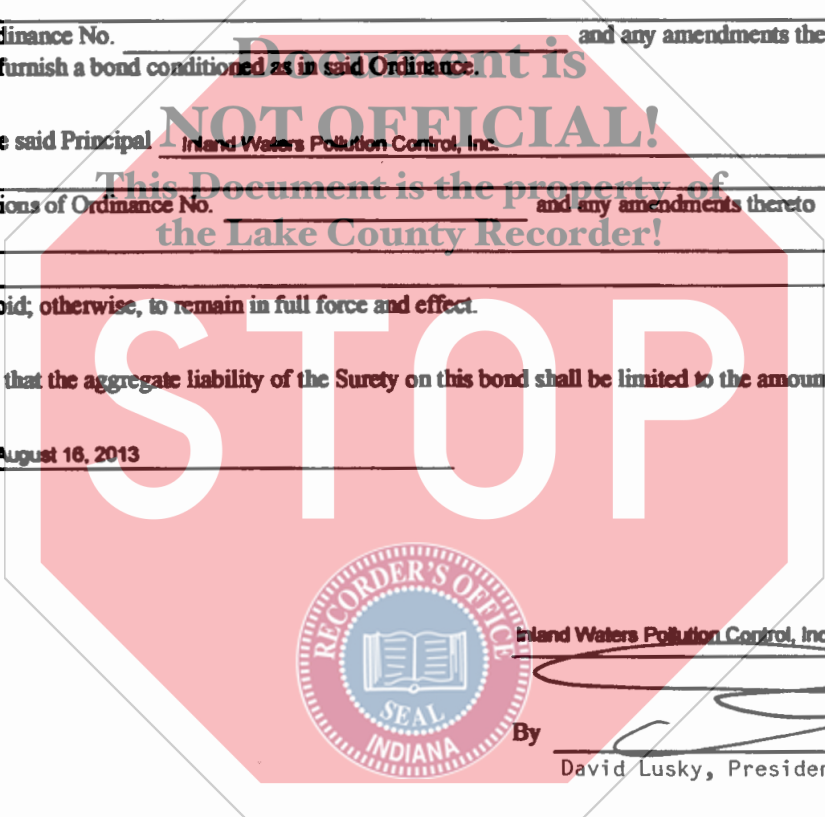 dinance No. and any amendments the
Document is
furnish a bond conditioned as in said Ordinance.
NOT OFFICIAL!
e said Principal Inland Waters Pollution Control, Inc.
This Document is the property of
ions of Ordinance No. and any amendments thereto
the Lake County Recorder!
oid; otherwise, to remain in full force and effect.
STOP
that the aggregate liability of the Surety on this bond shall be limited to the amoun
August 16, 2013
RECORDER'S OFFICE
SEAL
INDIANA
Inland Waters Pollution Control, Inc
By
David Lusky, Presiden